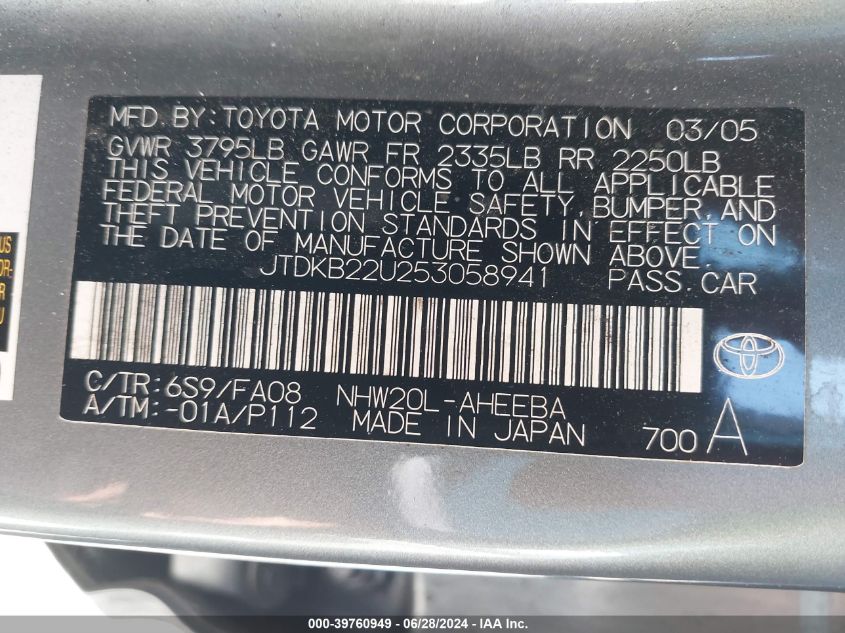 MFD BY: TOYOTA MOTOR CORPORATION 03/05
GVWR 3795LB GAWR FR 2335LB RR 2250LB
THIS VEHICLE CONFORMS TO ALL APPLICABLE
FEDERAL MOTOR VEHICLE SAFETY, BUMPER, AND
THEFT PREVENTION STANDARDS IN EFFECT ON
THE DATE OF MANUFACTURE SHOWN ABOVE.
JTDKB22U253058941 PASS.CAR
C/TR: 6S9/FA08 NHW20L-AHEEBA
A/TM: -01A/P112 MADE IN JAPAN 700 A
US
OR-
R
U
000-39760949 / 06/28/2024 / IAA Inc.